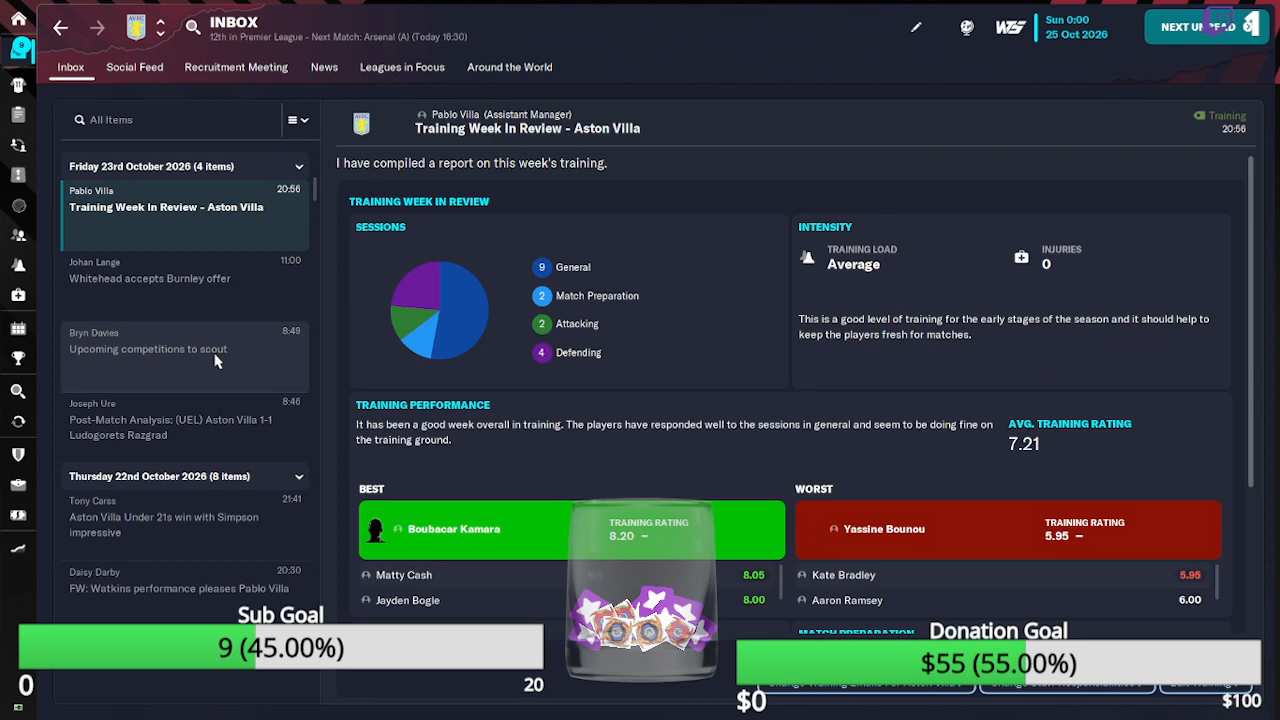 INBOX
12th in Premier League - Next Match: Arsenal (A) (Today 16:30)
WTS
Sun 0:00
25 Oct 2026
NEXT
Inbox
Social Feed
Recruitment Meeting
News
Leagues in Focus
Around the World
All Items
Friday 23rd October 2026 (4 items)
Pablo Villa
20:56
Training Week In Review - Aston Villa
Johan Lange
11:00
Whitehead accepts Burnley offer
Bryn Davies
8:49
Upcoming competitions to scout
Joseph Ure
8:46
Post-Match Analysis: (UEL) Aston Villa 1-1
Ludogorets Razgrad
Thursday 22nd October 2026 (8 items)
Tony Carss
21:41
Aston Villa Under 21s win with Simpson
impressive
Daisy Darby
20:30
FW: Watkins performance pleases Pablo Villa
Pablo Villa (Assistant Manager)
Training Week In Review - Aston Villa
Training
20:56
I have compiled a report on this week's training.
TRAINING WEEK IN REVIEW
SESSIONS
9 General
2 Match Preparation
2 Attacking
4 Defending
INTENSITY
TRAINING LOAD
Average
INJURIES
0
This is a good level of training for the early stages of the season and it should help to
keep the players fresh for matches.
TRAINING PERFORMANCE
It has been a good week overall in training. The players have responded well to the sessions in general and seem to be doing fine on
the training ground.
AVG. TRAINING RATING
7.21
BEST
Boubacar Kamara
TRAINING RATING
8.20 –
Matty Cash
8.05
Jayden Bogle
8.00
WORST
Yassine Bounou
TRAINING RATING
5.95 –
Kate Bradley
5.95
Aaron Ramsey
6.00
MATCH PREPARATION
Sub Goal
9 (45.00%)
0
20
Donation Goal
$55 (55.00%)
$0
$100